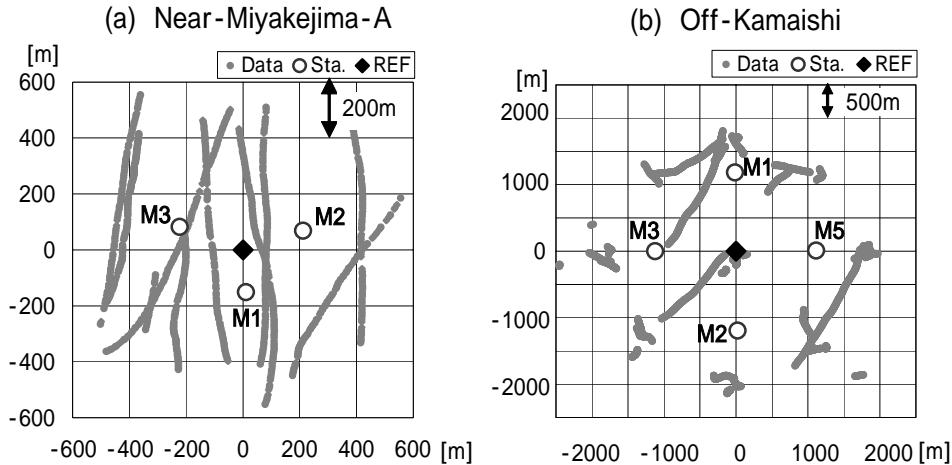 (a) Near-Miyakejima-A
[m]
Data Sta. REF
600
200m
400
200
M3
M2
0
-200
M1
-400
-600
-600 -400 -200 0 200 400 600 [m]
(b) Off-Kamaishi
Data Sta. REF
[m]
2000
500m
1000
M1
M3
M5
0
-1000
M2
-2000
-2000 -1000 0 1000 2000 [m]